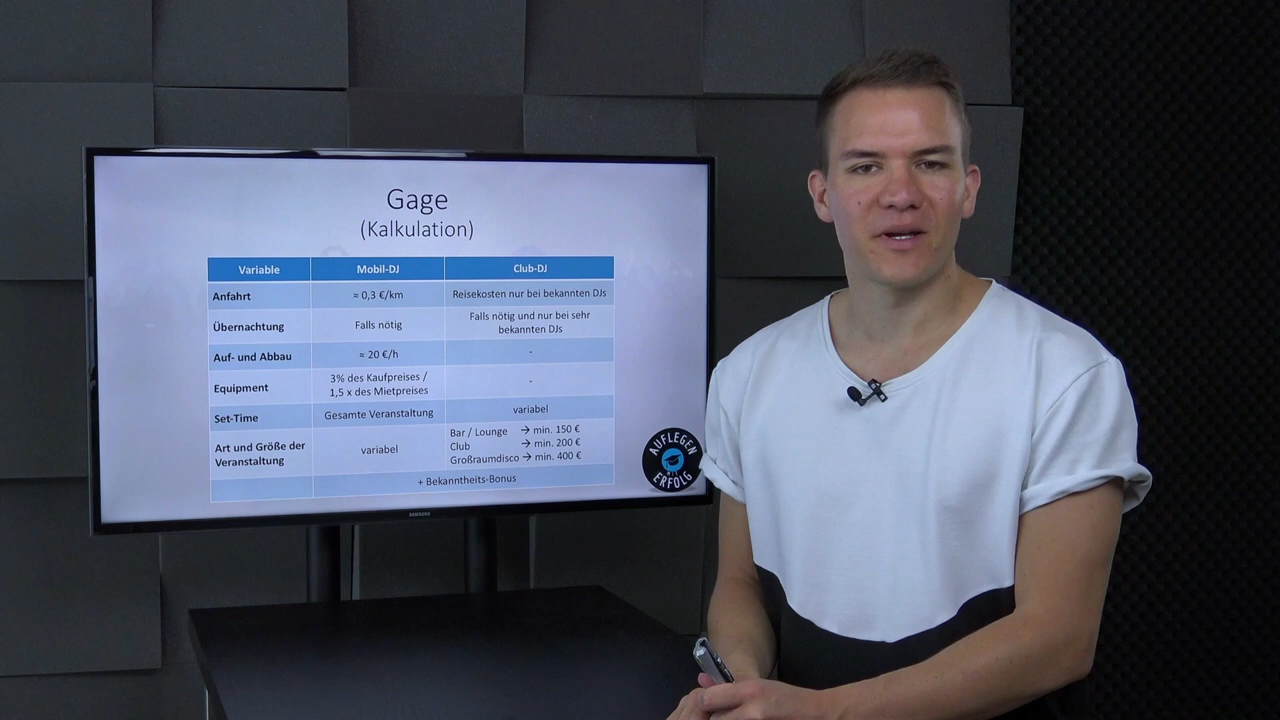 Gage
(Kalkulation)
Variable Mobil-DJ Club-DJ
Anfahrt ≈ 0,3 €/km Reisekosten nur bei bekannten DJs
Übernachtung Falls nötig Falls nötig und nur bei sehr
bekannten DJs
Auf- und Abbau ≈ 20 €/h -
Equipment 3% des Kaufpreises /
1,5 x des Mietpreises -
Set-Time Gesamte Veranstaltung variabel
Art und Größe der
Veranstaltung variabel
Bar / Lounge → min. 150 €
Club → min. 200 €
Großraumdisco → min. 400 €
+ Bekanntheits-Bonus
AUFLEGEN
MIT
ERFOLG
SAMSUNG